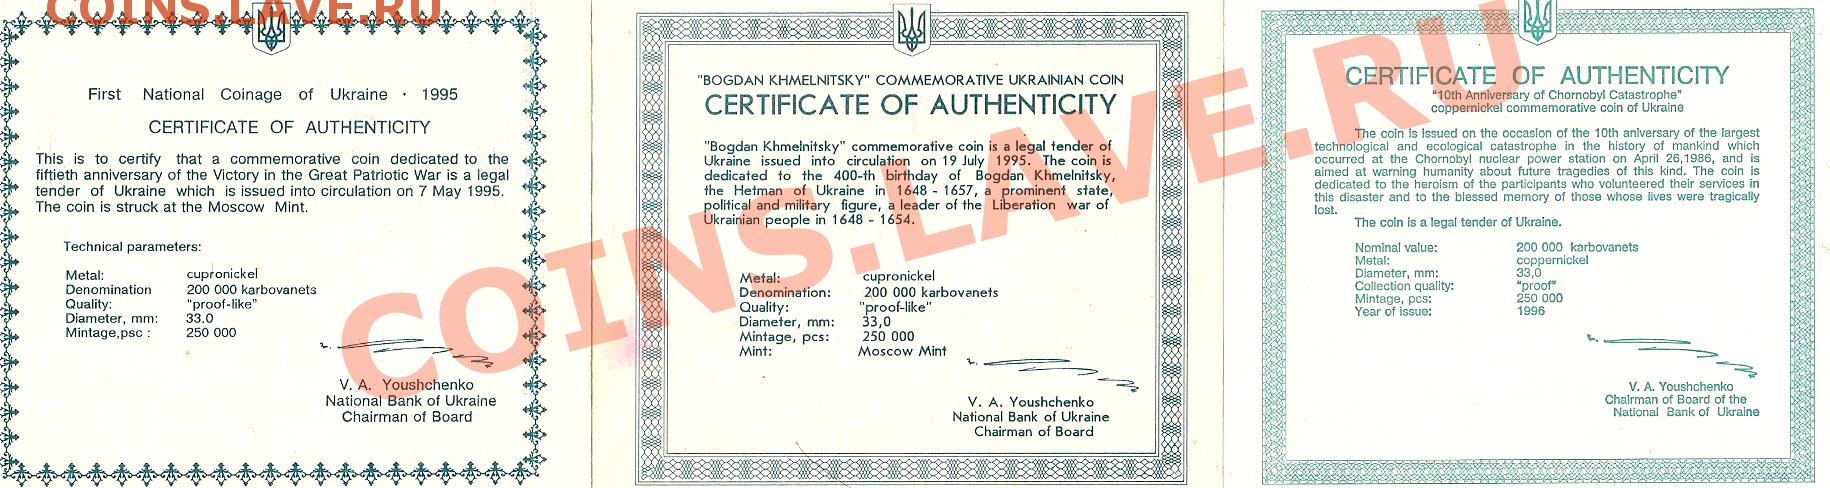 COINS.LAVE.RU
First National Coinage of Ukraine · 1995
CERTIFICATE OF AUTHENTICITY
This is to certify that a commemorative coin dedicated to the
fiftieth anniversary of the Victory in the Great Patriotic War is a legal
tender of Ukraine which is issued into circulation on 7 May 1995.
The coin is struck at the Moscow Mint.
Technical parameters:
Metal: cupronickel
Denomination 200 000 karbovanets
Quality: "proof-like"
Diameter, mm: 33.0
Mintage,psc : 250 000
V. A. Youshchenko
National Bank of Ukraine
Chairman of Board
"BOGDAN KHMELNITSKY" COMMEMORATIVE UKRAINIAN COIN
CERTIFICATE OF AUTHENTICITY
"Bogdan Khmelnitsky" commemorative coin is a legal tender of
Ukraine issued into circulation on 19 July 1995. The coin is
dedicated to the 400-th birthday of Bogdan Khmelnitsky,
the Hetman of Ukraine in 1648 - 1657, a prominent state,
political and military figure, a leader of the Liberation war of
Ukrainian people in 1648 - 1654.
Metal: cupronickel
Denomination: 200 000 karbovanets
Quality: "proof-like"
Diameter, mm: 33,0
Mintage, pcs: 250 000
Mint: Moscow Mint
V. A. Youshchenko
National Bank of Ukraine
Chairman of Board
CERTIFICATE OF AUTHENTICITY
"10th Anniversary of Chornobyl Catastrophe"
coppernickel commemorative coin of Ukraine
The coin is issued on the occasion of the 10th aniversary of the largest
technological and ecological catastrophe in the history of mankind which
occurred at the Chornobyl nuclear power station on April 26,1986, and is
aimed at warning humanity about future tragedies of this kind. The coin is
dedicated to the heroism of the participants who volunteered their services in
this disaster and to the blessed memory of those whose lives were tragically
lost.
The coin is a legal tender of Ukraine.
Nominal value: 200 000 karbovanets
Metal: coppernickel
Diameter, mm: 33,0
Collection quality: "proof"
Mintage, pcs: 250 000
Year of issue: 1996
V. A. Youshchenko
Chairman of Board of the
National Bank of Ukraine
COINS.LAVE.RU